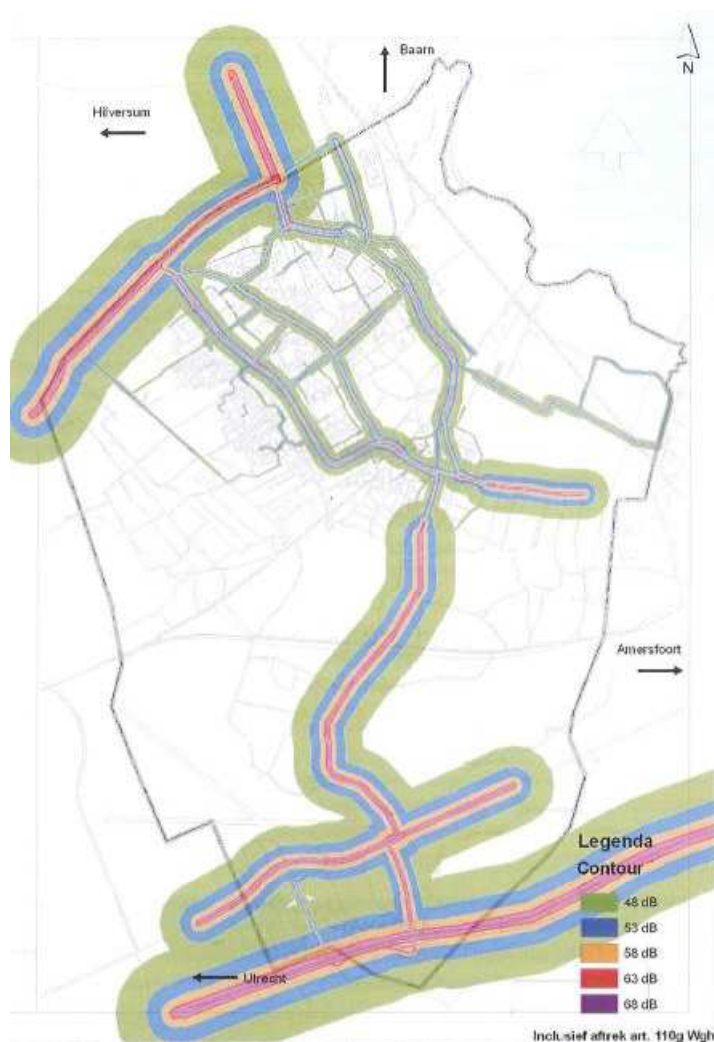 Baarn
N
Hilversum
Amersfoort
Legenda
Contour
48 dB
53 dB
58 dB
63 dB
68 dB
Utrecht
Inclusief aftrek art. 110g Wgh